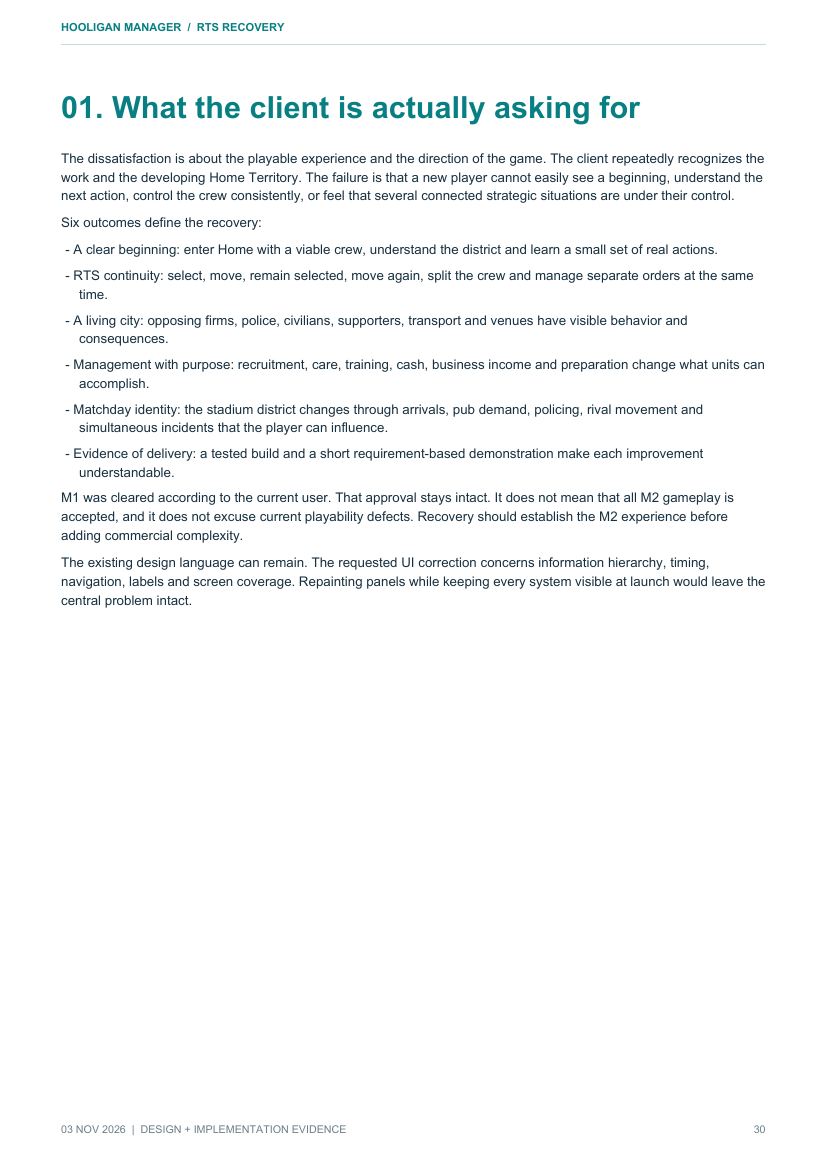 HOOLIGAN MANAGER / RTS RECOVERY
01. What the client is actually asking for
The dissatisfaction is about the playable experience and the direction of the game. The client repeatedly recognizes the
work and the developing Home Territory. The failure is that a new player cannot easily see a beginning, understand the
next action, control the crew consistently, or feel that several connected strategic situations are under their control.
Six outcomes define the recovery:
- A clear beginning: enter Home with a viable crew, understand the district and learn a small set of real actions.
- RTS continuity: select, move, remain selected, move again, split the crew and manage separate orders at the same
time.
- A living city: opposing firms, police, civilians, supporters, transport and venues have visible behavior and
consequences.
- Management with purpose: recruitment, care, training, cash, business income and preparation change what units can
accomplish.
- Matchday identity: the stadium district changes through arrivals, pub demand, policing, rival movement and
simultaneous incidents that the player can influence.
- Evidence of delivery: a tested build and a short requirement-based demonstration make each improvement
understandable.
M1 was cleared according to the current user. That approval stays intact. It does not mean that all M2 gameplay is
accepted, and it does not excuse current playability defects. Recovery should establish the M2 experience before
adding commercial complexity.
The existing design language can remain. The requested UI correction concerns information hierarchy, timing,
navigation, labels and screen coverage. Repainting panels while keeping every system visible at launch would leave the
central problem intact.
03 NOV 2026 | DESIGN + IMPLEMENTATION EVIDENCE
30